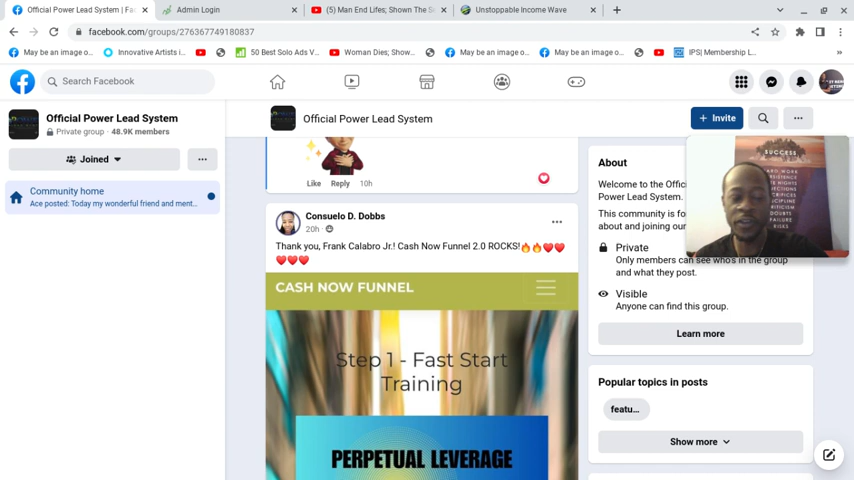 Official Power Lead System | Fac
Admin Login
(5) Man End Lifes; Shown The S
Unstoppable Income Wave
facebook.com/groups/276367749180837
May be an image o...
Innovative Artists i...
50 Best Solo Ads V...
Woman Dies; Show...
May be an image o...
May be an image o...
IPS| Membership L...
Search Facebook
Official Power Lead System
Private group · 48.9K members
Joined
Community home
Ace posted: Today my wonderful friend and ment...
Official Power Lead System
+ Invite
Like Reply 10h
Consuelo D. Dobbs
20h ·
Thank you, Frank Calabro Jr.! Cash Now Funnel 2.0 ROCKS!🔥🔥❤️❤️
❤️❤️❤️
CASH NOW FUNNEL
Step 1 - Fast Start
Training
PERPETUAL LEVERAGE
About
Welcome to the Offici
Power Lead System.
This community is fo
about and joining our
Private
Only members can see who's in the group
and what they post.
Visible
Anyone can find this group.
Learn more
Popular topics in posts
featu...
Show more
SUCCESS